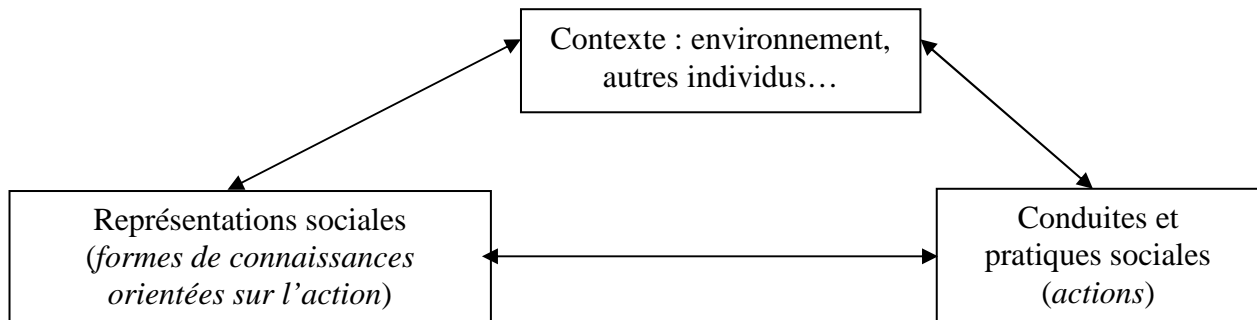 Contexte : environnement,
autres individus…
Représentations sociales
(formes de connaissances
orientées sur l’action)
Conduites et
pratiques sociales
(actions)